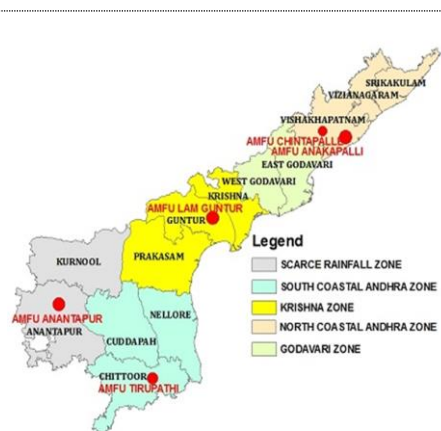 SRIKAKULAM
VIZIANAGARAM
VISHAKHAPATNAM
AMFU CHINTAPALLE
AMFU ANAKAPALLI
EAST GODAVARI
WEST GODAVARI
KRISHNA
AMFU LAM GUNTUR
GUNTUR
Legend
SCARCE RAINFALL ZONE
SOUTH COASTAL ANDHRA ZONE
KRISHNA ZONE
NORTH COASTAL ANDHRA ZONE
GODAVARI ZONE
PRAKASAM
KURNOOL
NELLORE
AMFU ANANTAPUR
ANANTAPUR
CUDDAPAH
CHITTOOR
AMFU TIRUPATHI